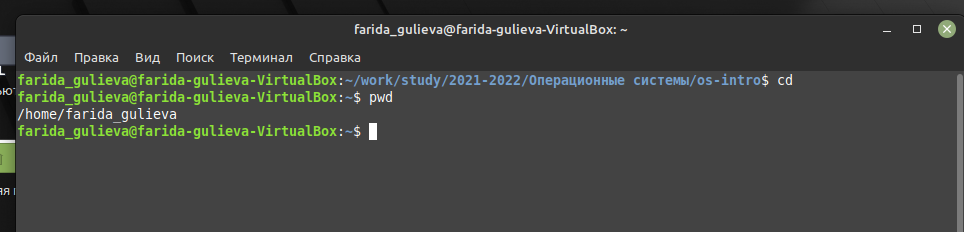 farida_gulieva@farida-gulieva-VirtualBox: ~
Файл Правка Вид Поиск Терминал Справка
farida_gulieva@farida-gulieva-VirtualBox:~/work/study/2021-2022/Операционные системы/os-intro$ cd
farida_gulieva@farida-gulieva-VirtualBox:~$ pwd
/home/farida_gulieva
farida_gulieva@farida-gulieva-VirtualBox:~$